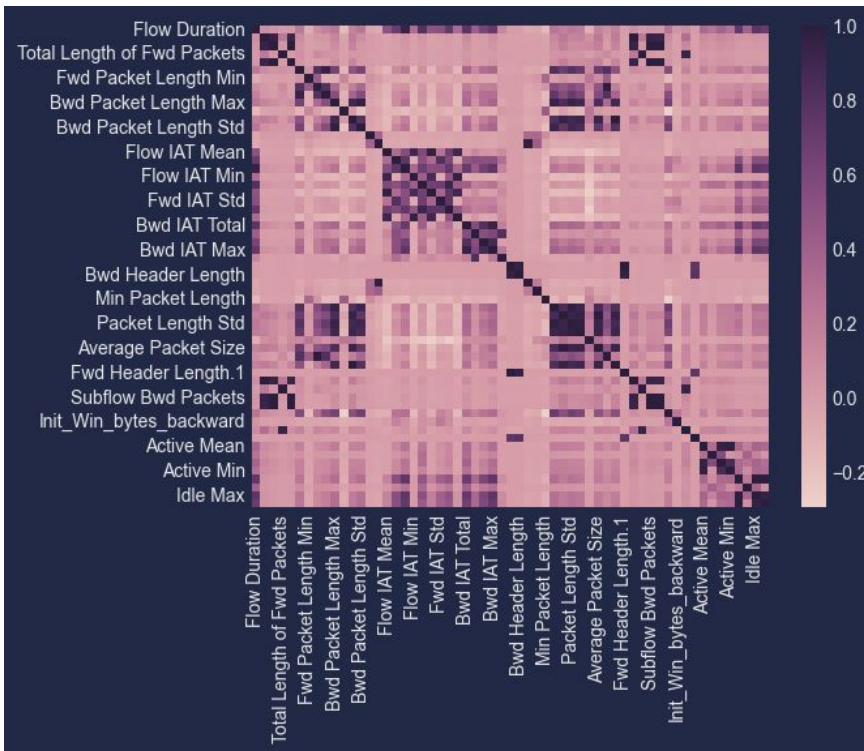 Flow Duration
Total Length of Fwd Packets
Fwd Packet Length Min
Bwd Packet Length Max
Bwd Packet Length Std
Flow IAT Mean
Flow IAT Min
Fwd IAT Std
Bwd IAT Total
Bwd IAT Max
Bwd Header Length
Min Packet Length
Packet Length Std
Average Packet Size
Fwd Header Length.1
Subflow Bwd Packets
Init_Win_bytes_backward
Active Mean
Active Min
Idle Max
Flow Duration
Total Length of Fwd Packets
Fwd Packet Length Min
Bwd Packet Length Max
Bwd Packet Length Std
Flow IAT Mean
Flow IAT Min
Fwd IAT Std
Bwd IAT Total
Bwd IAT Max
Bwd Header Length
Min Packet Length
Packet Length Std
Average Packet Size
Fwd Header Length.1
Subflow Bwd Packets
Init_Win_bytes_backward
Active Mean
Active Min
Idle Max
1.0
0.8
0.6
0.4
0.2
0.0
−0.2